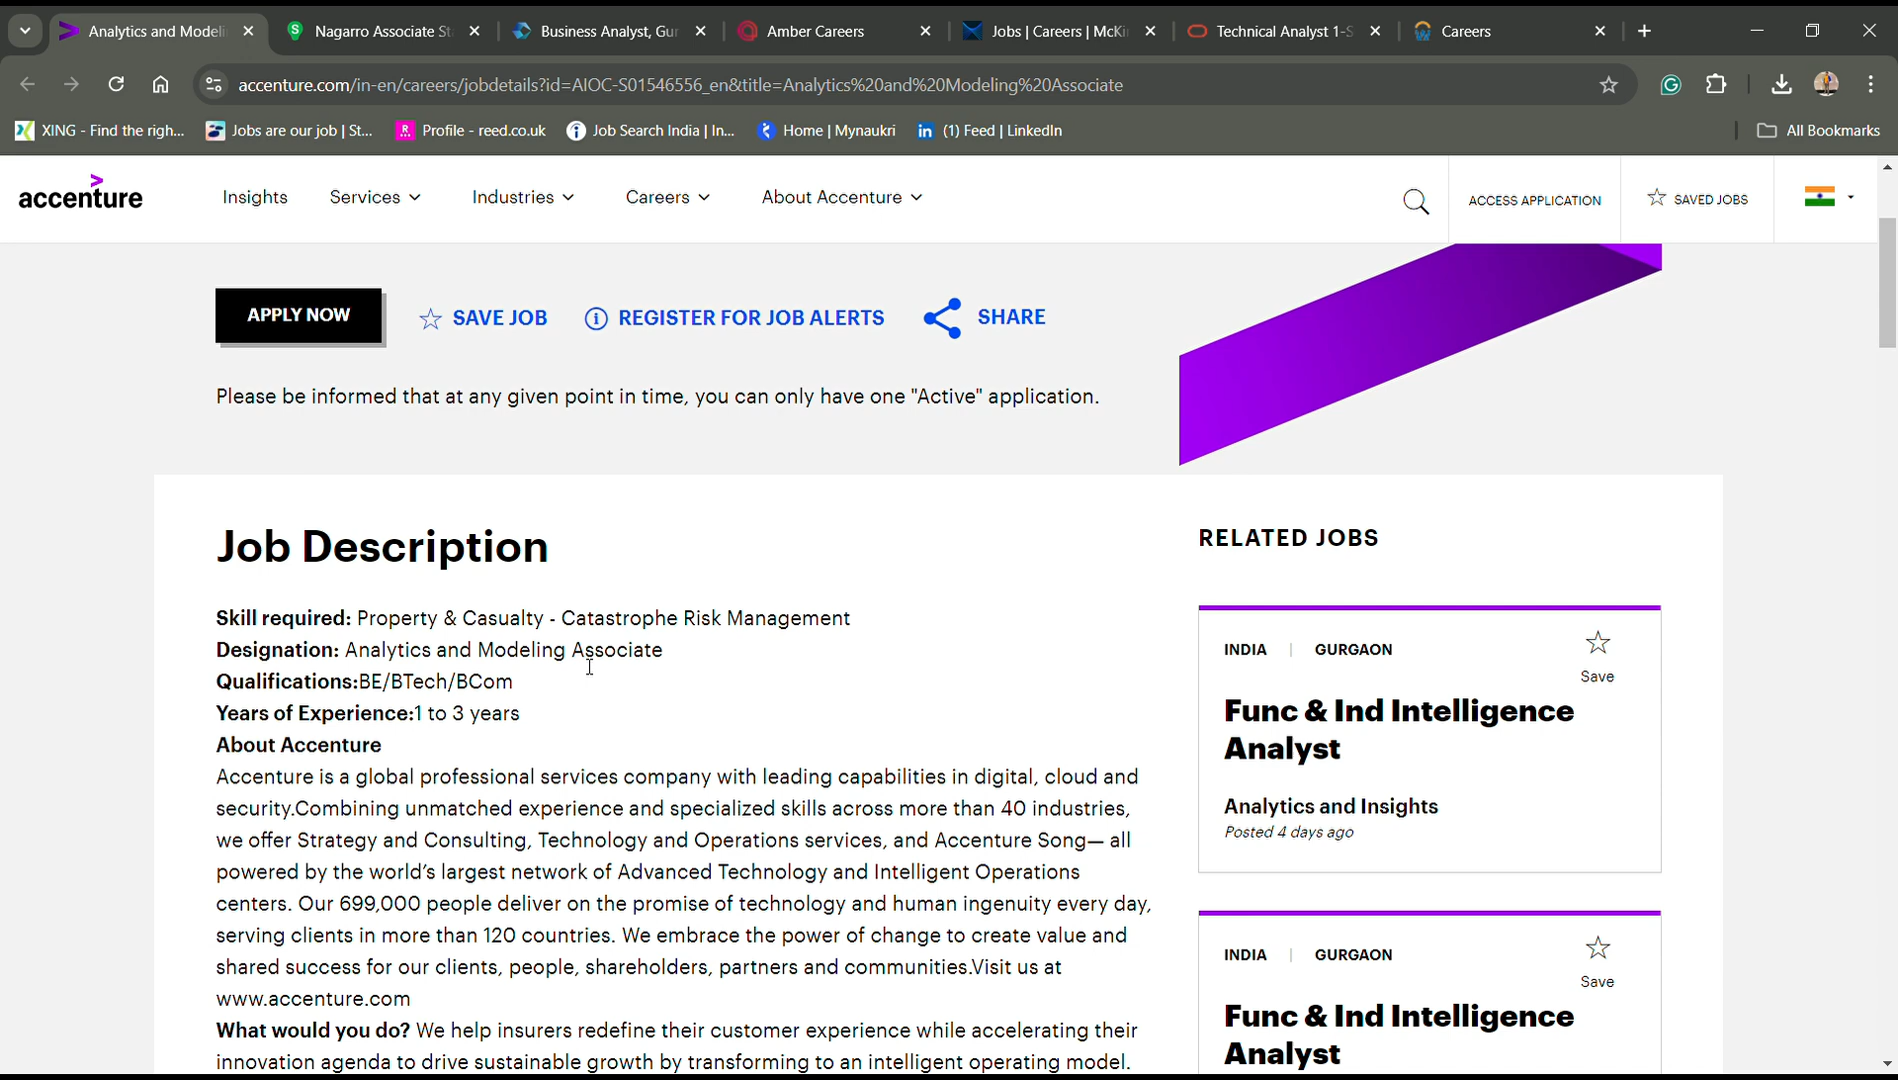 Analytics and Modeli
Nagarro Associate St
Business Analyst, Gur
Amber Careers
Jobs | Careers | McKi
Technical Analyst 1-S
Careers
accenture.com/in-en/careers/jobdetails?id=AIOC-S01546556_en&title=Analytics%20and%20Modeling%20Associate
XING - Find the righ...
Jobs are our job | St...
Profile - reed.co.uk
Job Search India | In...
Home | Mynaukri
(1) Feed | LinkedIn
All Bookmarks
accenture
Insights
Services
Industries
Careers
About Accenture
ACCESS APPLICATION
SAVED JOBS
APPLY NOW
SAVE JOB
REGISTER FOR JOB ALERTS
SHARE
Please be informed that at any given point in time, you can only have one "Active" application.
Job Description
Skill required: Property & Casualty - Catastrophe Risk Management
Designation: Analytics and Modeling Associate
Qualifications:BE/BTech/BCom
Years of Experience:1 to 3 years
About Accenture
Accenture is a global professional services company with leading capabilities in digital, cloud and
security.Combining unmatched experience and specialized skills across more than 40 industries,
we offer Strategy and Consulting, Technology and Operations services, and Accenture Song— all
powered by the world's largest network of Advanced Technology and Intelligent Operations
centers. Our 699,000 people deliver on the promise of technology and human ingenuity every day,
serving clients in more than 120 countries. We embrace the power of change to create value and
shared success for our clients, people, shareholders, partners and communities.Visit us at
www.accenture.com
What would you do? We help insurers redefine their customer experience while accelerating their
innovation agenda to drive sustainable growth by transforming to an intelligent operating model.
RELATED JOBS
INDIA | GURGAON
Save
Func & Ind Intelligence
Analyst
Analytics and Insights
Posted 4 days ago
INDIA | GURGAON
Save
Func & Ind Intelligence
Analyst